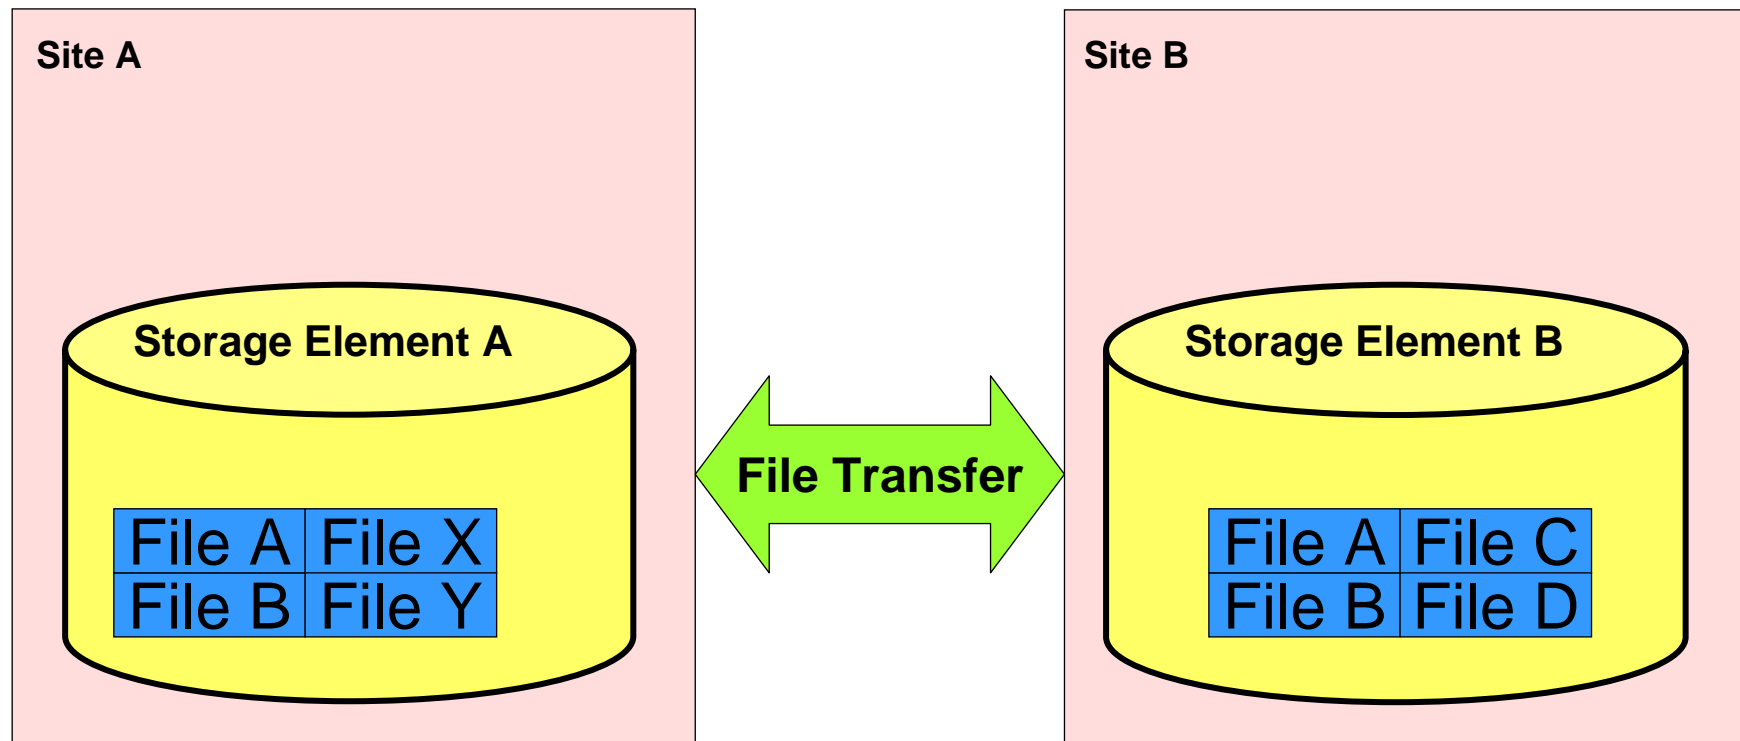 Site A
Storage Element A
File A File X
File B File Y
File Transfer
Site B
Storage Element B
File A File C
File B File D